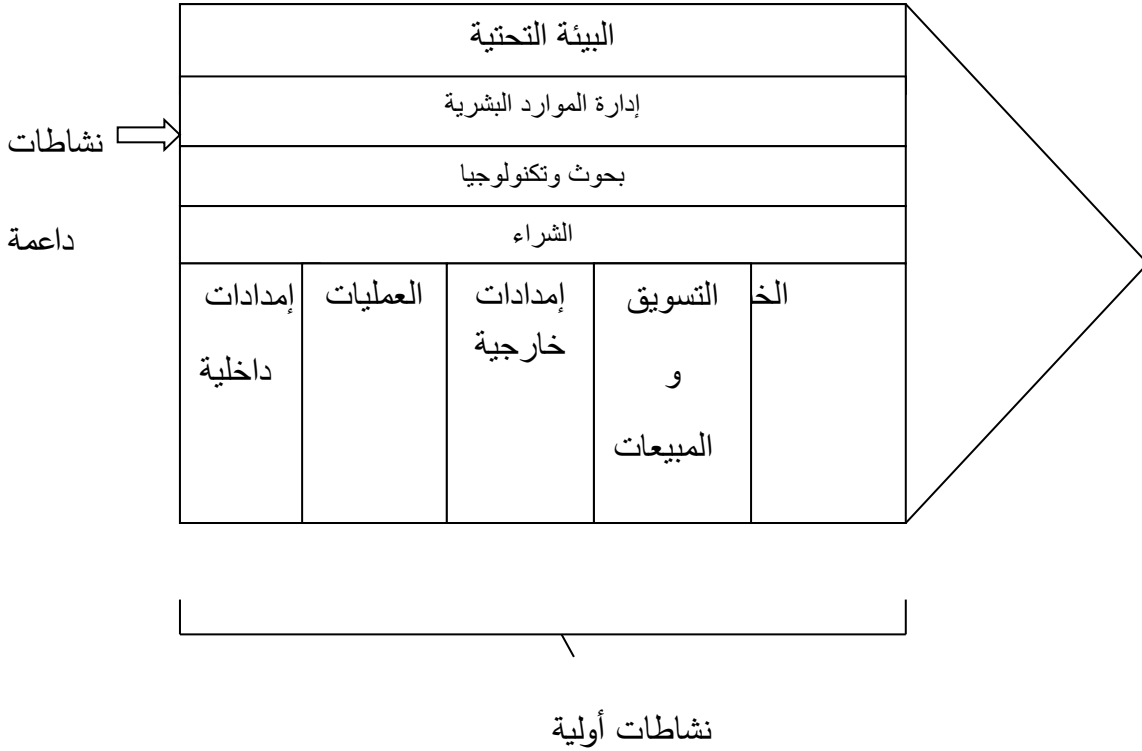 البيئة التحتية
إدارة الموارد البشرية
نشاطات
بحوث وتكنولوجيا
داعمة
الشراء
إمدادات
داخلية
العمليات
إمدادات
خارجية
التسويق
و
المبيعات
نشاطات أولية